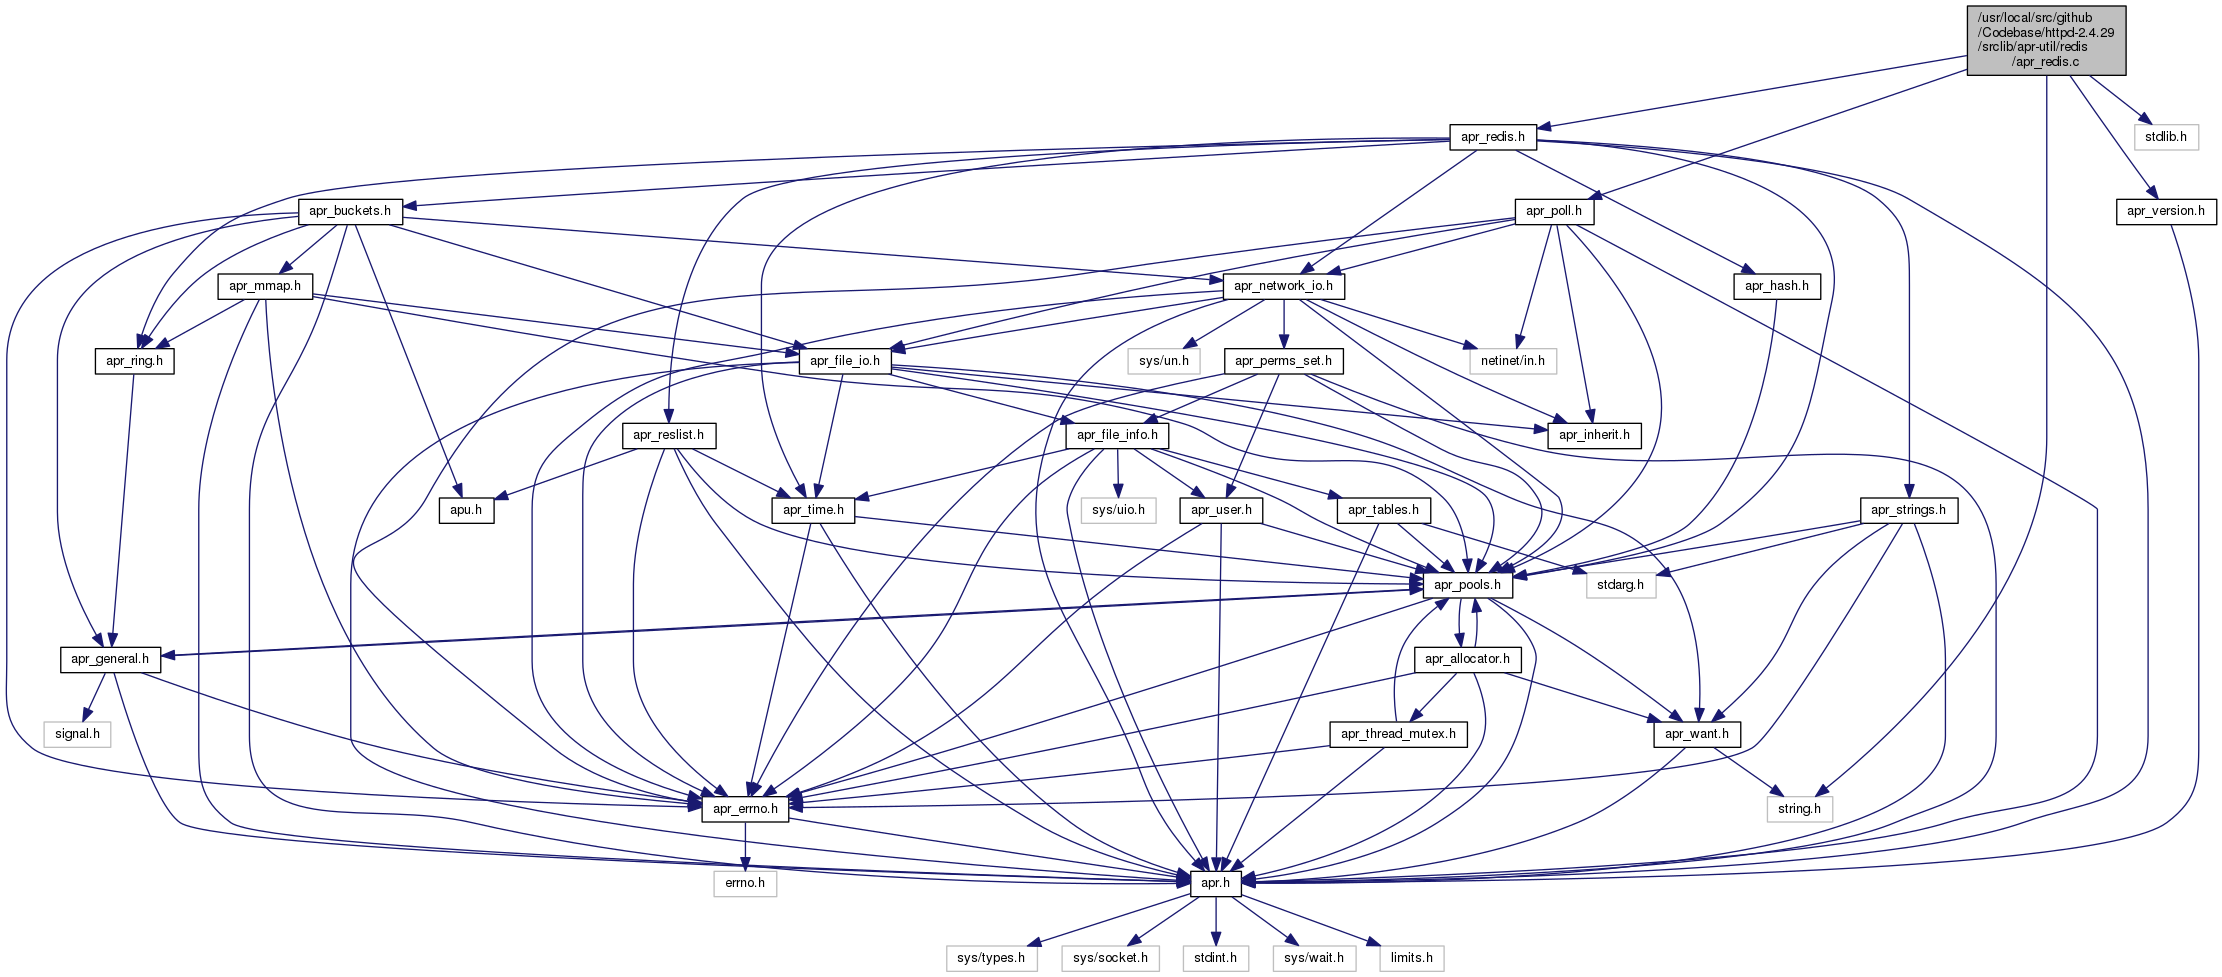 /usr/local/src/github
/Codebase/httpd-2.4.29
/srclib/apr-util/redis
/apr_redis.c
apr_redis.h
stdlib.h
apr_buckets.h
apr_poll.h
apr_version.h
apr_mmap.h
apr_network_io.h
apr_hash.h
apr_ring.h
apr_file_io.h
sys/un.h
apr_perms_set.h
netinet/in.h
apr_reslist.h
apr_file_info.h
apr_inherit.h
apu.h
apr_time.h
sys/uio.h
apr_user.h
apr_tables.h
apr_strings.h
apr_pools.h
stdarg.h
apr_general.h
apr_allocator.h
signal.h
apr_thread_mutex.h
apr_want.h
apr_errno.h
string.h
errno.h
apr.h
sys/types.h
sys/socket.h
stdint.h
sys/wait.h
limits.h